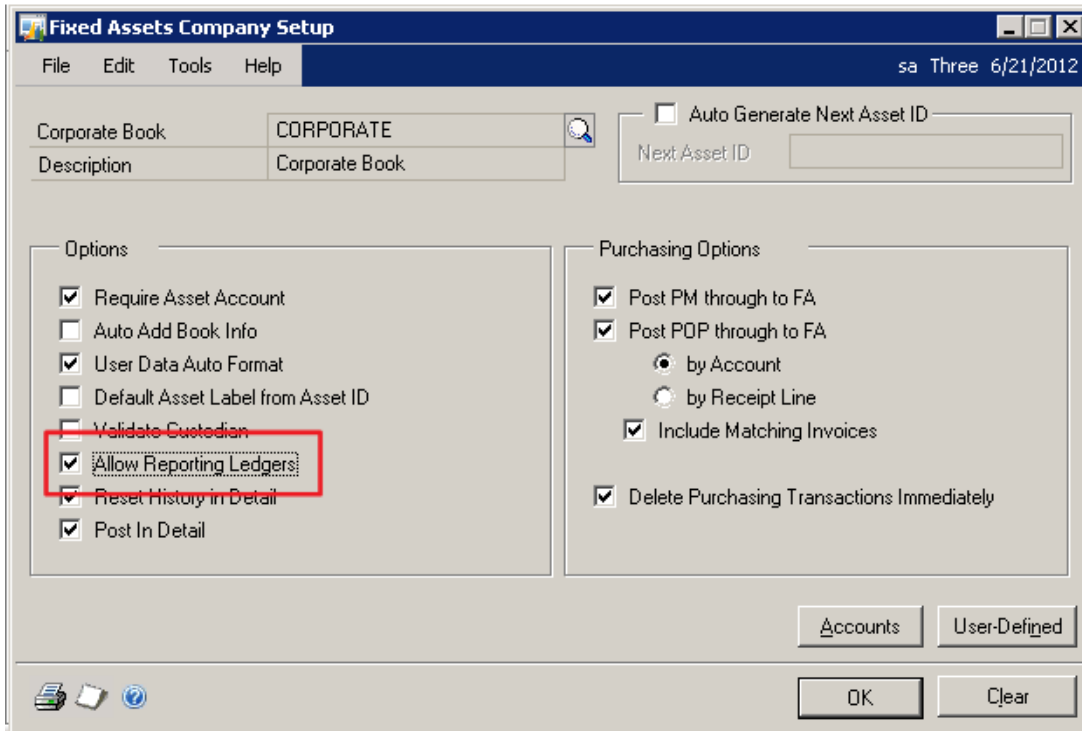 Fixed Assets Company Setup
File Edit Tools Help sa Three 6/21/2012
Corporate Book CORPORATE
Description Corporate Book
Auto Generate Next Asset ID
Next Asset ID
Options
Require Asset Account
Auto Add Book Info
User Data Auto Format
Default Asset Label from Asset ID
Validate Custodian
Allow Reporting Ledgers
Reset History in Detail
Post In Detail
Purchasing Options
Post PM through to FA
Post POP through to FA
by Account
by Receipt Line
Include Matching Invoices
Delete Purchasing Transactions Immediately
Accounts User-Defined
OK Clear